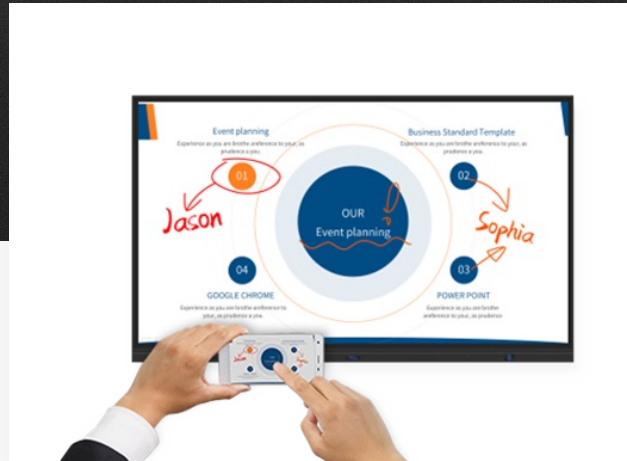 Event planning
Experience as you are brothe areference to your, as
prudence a you.
01
Jason
Business Standard Template
Experience as you are brothe areference to your, as
prudence a you.
02
Sophia
OUR
Event planning
!
04
GOOGLE CHROME
Experience as you are brothe areference to
your, as prudence a you.
03
POWER POINT
Experience as you are brothe
areference to your, as prudence
Jason